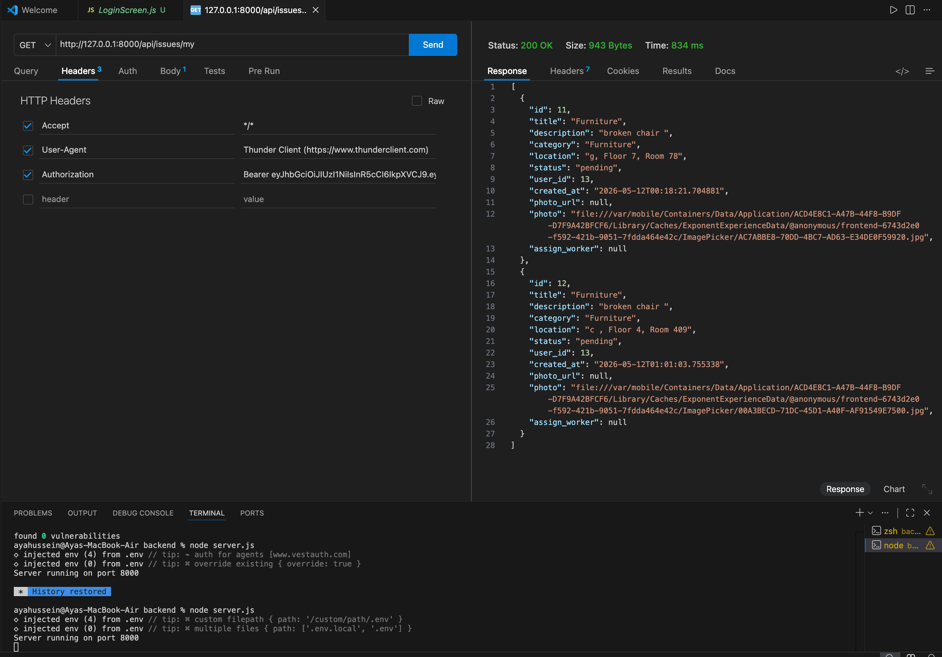 Welcome
JS LoginScreen.js U
GET 127.0.0.1:8000/api/issues..
GET
http://127.0.0.1:8000/api/issues/my
Send
Query
Headers 3
Auth
Body 1
Tests
Pre Run
HTTP Headers
Raw
Accept
*/*
User-Agent
Thunder Client (https://www.thunderclient.com)
Authorization
header
value
Status: 200 OK Size: 943 Bytes Time: 834 ms
Response
Headers 7
Cookies
Results
Docs
</>
1 [
2 {
3 "id": 11,
4 "title": "Furniture",
5 "description": "broken chair ",
6 "category": "Furniture",
7 "location": "g, Floor 7, Room 78",
8 "status": "pending",
9 "user_id": 13,
10 "created_at": "2026-05-12T00:18:21.704881",
11 "photo_url": null,
12 "photo": "file:///var/mobile/Containers/Data/Application/ACD4E8C1-A47B-44F8-B9DF
-D7F9A42BFCF6/Library/Caches/ExponentExperienceData/@anonymous/frontend-6743d2e0
-f592-421b-9051-7fdda464e42c/ImagePicker/AC7ABBE8-70DD-4BC7-AD63-E34DE0F59920.jpg",
13 "assign_worker": null
14 },
15 {
16 "id": 12,
17 "title": "Furniture",
18 "description": "broken chair ",
19 "category": "Furniture",
20 "location": "c , Floor 4, Room 409",
21 "status": "pending",
22 "user_id": 13,
23 "created_at": "2026-05-12T01:01:03.755338",
24 "photo_url": null,
25 "photo": "file:///var/mobile/Containers/Data/Application/ACD4E8C1-A47B-44F8-B9DF
-D7F9A42BFCF6/Library/Caches/ExponentExperienceData/@anonymous/frontend-6743d2e0
-f592-421b-9051-7fdda464e42c/ImagePicker/00A3BECD-71DC-45D1-A40F-AF91549E7500.jpg",
26 "assign_worker": null
27 }
28 ]
Response
Chart
PROBLEMS
OUTPUT
DEBUG CONSOLE
TERMINAL
PORTS
found 0 vulnerabilities
ayahussein@Ayas-MacBook-Air backend % node server.js
◇ injected env (4) from .env // tip: ⌁ auth for agents [www.vestauth.com]
◇ injected env (0) from .env // tip: ⌘ override existing { override: true }
Server running on port 8000
* History restored
ayahussein@Ayas-MacBook-Air backend % node server.js
◇ injected env (4) from .env // tip: ⌘ custom filepath { path: '/custom/path/.env' }
◇ injected env (0) from .env // tip: ⌘ multiple files { path: ['.env.local', '.env'] }
Server running on port 8000
zsh bac...
node b...